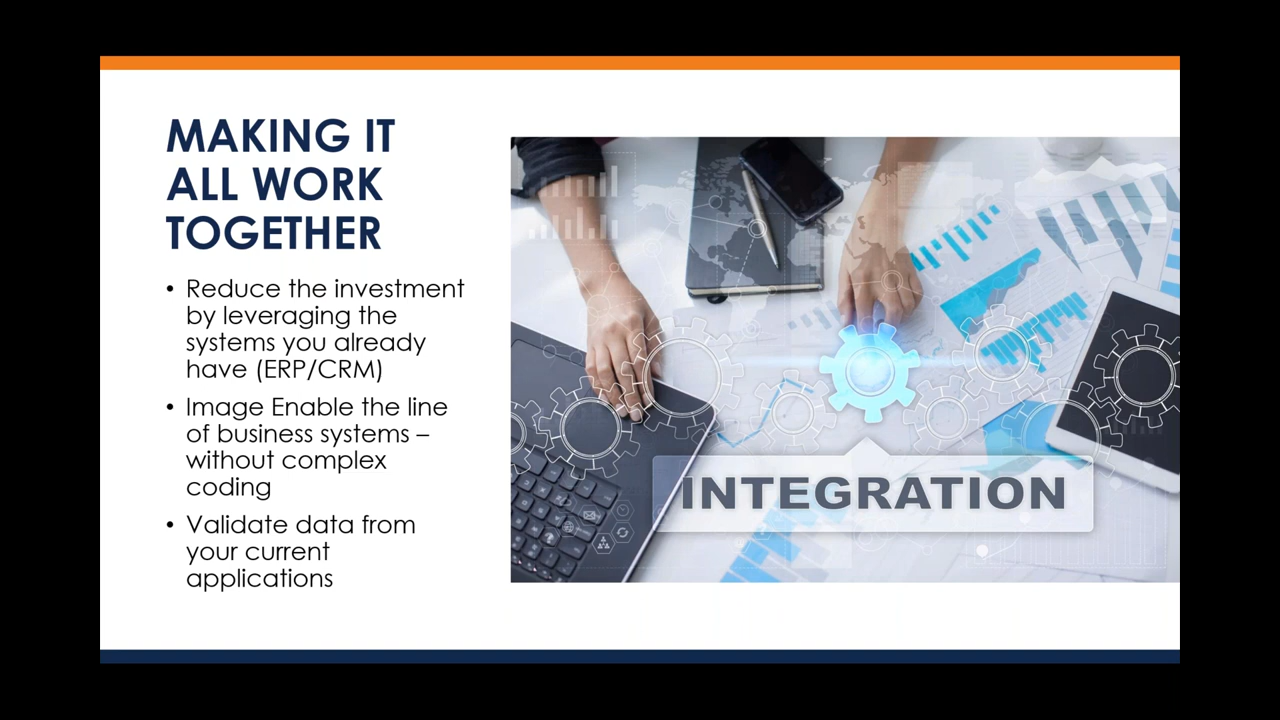 MAKING IT
ALL WORK
TOGETHER
• Reduce the investment
by leveraging the
systems you already
have (ERP/CRM)
• Image Enable the line
of business systems –
without complex
coding
• Validate data from
your current
applications
INTEGRATION